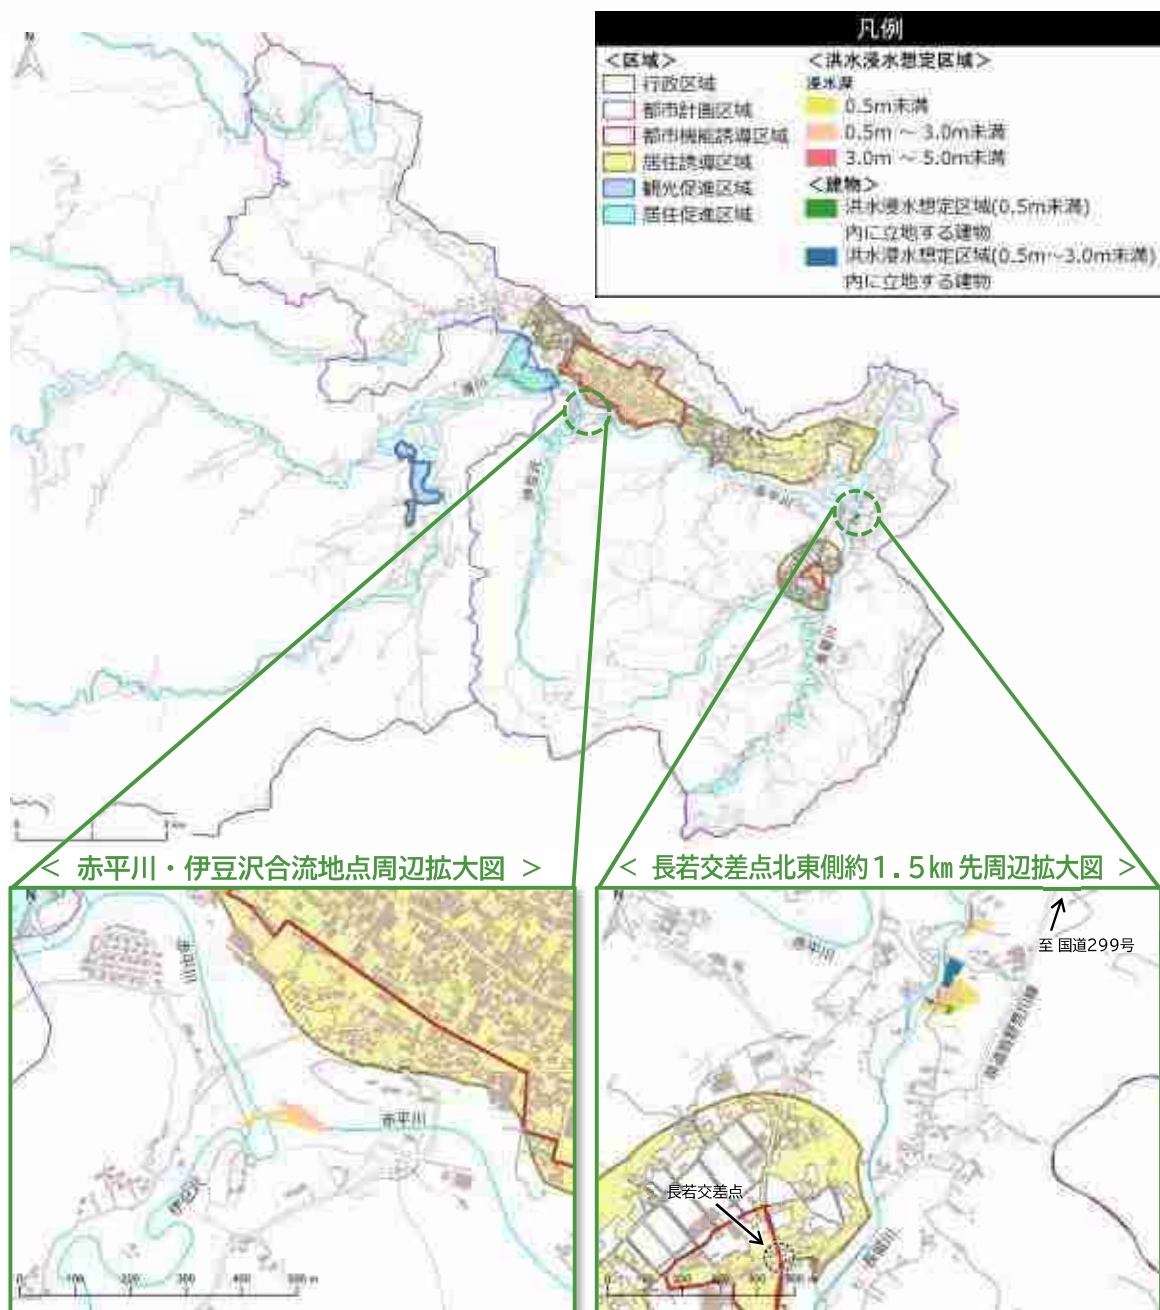 凡例
＜区域＞
行政区域
都市計画区域
都市機能誘導区域
居住誘導区域
観光促進区域
居住促進区域
＜洪水浸水想定区域＞
浸水深
0.5m未満
0.5m ～ 3.0m未満
3.0m ～ 5.0m未満
＜建物＞
洪水浸水想定区域(0.5m未満)
内に立地する建物
洪水浸水想定区域(0.5m～3.0m未満)
内に立地する建物
N
＜ 赤平川・伊豆沢合流地点周辺拡大図 ＞
N
赤平川
赤平川
伊豆沢
0 100 200 300 400 500 m
＜ 長若交差点北東側約１.５㎞先周辺拡大図 ＞
N
至 国道299号
赤平川
長若交差点
長留川